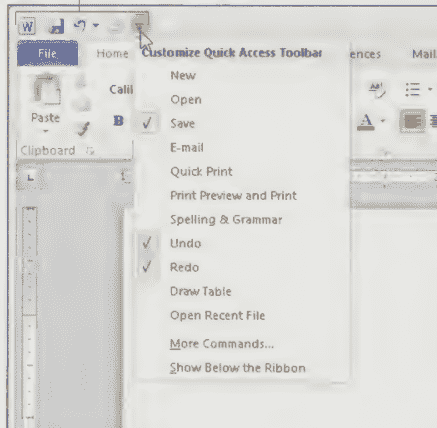 W
File Home Customize Quick Access Toolbar ences Mail
New
Calil
Open
Save
Paste B A
E-mail
Clipboard Quick Print
Print Preview and Print
Spelling & Grammar
Undo
Redo
Draw Table
Open Recent File
More Commands...
Show Below the Ribbon